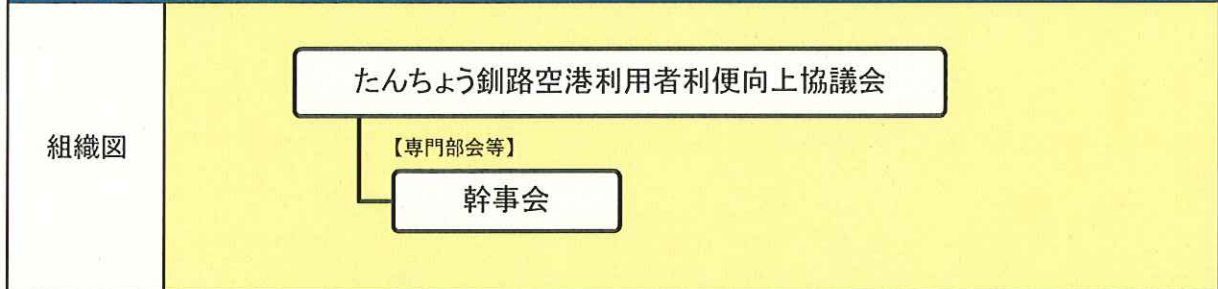 組織図
たんちょう釧路空港利用者利便向上協議会
【専門部会等】
幹事会